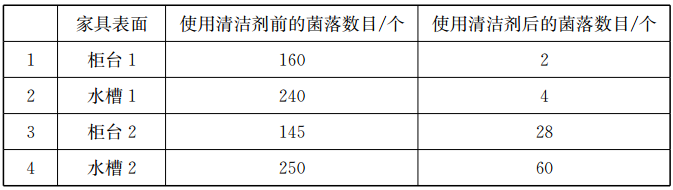 家具表面 使用清洁剂前的菌落数目/个 使用清洁剂后的菌落数目/个
1 柜台1 160 2
2 水槽1 240 4
3 柜台2 145 28
4 水槽2 250 60